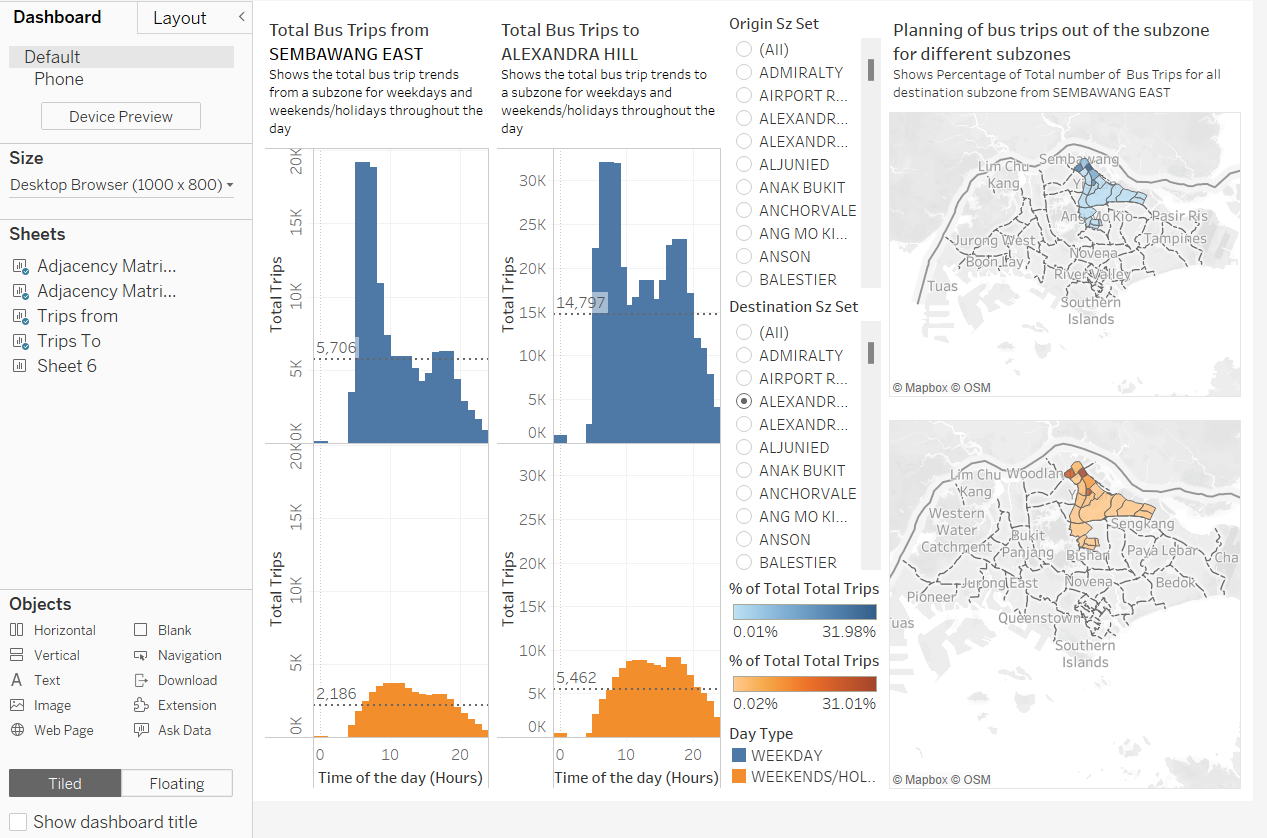 Dashboard
Layout
Default
Phone
Device Preview
Size
Desktop Browser (1000 x 800)
Sheets
Adjacency Matri...
Adjacency Matri...
Trips from
Trips To
Sheet 6
Objects
Horizontal
Blank
Vertical
Navigation
Text
Download
Image
Extension
Web Page
Ask Data
Tiled
Floating
Show dashboard title
Total Bus Trips from
SEMBAWANG EAST
Shows the total bus trip trends
from a subzone for weekdays and
weekends/holidays throughout the
day
Total Trips
20K
15K
10K
5K
0K
5,706
Total Trips
20K
15K
10K
5K
0K
2,186
0
10
20
Time of the day (Hours)
Total Bus Trips to
ALEXANDRA HILL
Shows the total bus trip trends to
a subzone for weekdays and
weekends/holidays throughout the
day
Total Trips
30K
25K
20K
15K
10K
5K
0K
14,797
Total Trips
30K
25K
20K
15K
10K
5K
0K
5,462
0
10
20
Time of the day (Hours)
Origin Sz Set
(All)
ADMIRALTY
AIRPORT R...
ALEXANDR...
ALEXANDR...
ALJUNIED
ANAK BUKIT
ANCHORVALE
ANG MO KI...
ANSON
BALESTIER
Destination Sz Set
(All)
ADMIRALTY
AIRPORT R...
ALEXANDR...
ALEXANDR...
ALJUNIED
ANAK BUKIT
ANCHORVALE
ANG MO KI...
ANSON
BALESTIER
% of Total Total Trips
0.01%
31.98%
% of Total Total Trips
0.02%
31.01%
Day Type
WEEKDAY
WEEKENDS/HOL..
Planning of bus trips out of the subzone
for different subzones
Shows Percentage of Total number of Bus Trips for all
destination subzone from SEMBAWANG EAST
Sembawang
Lim Chu
Kang
Yi
Ang Mo Kio
Pasir Ris
Jurong West
Tampines
Novena
Boon Lay
River Valley
Tuas
Southern
Islands
© Mapbox © OSM
Lim Chu
Kang
Woodlan
Y
Western
Water
Catchment
Sengkang
Bukit
Panjang
Bishan
Paya Lebar
Cha
Jurong East
Novena
Bedok
Pioneer
Queenstown
uas
Southern
Islands
© Mapbox © OSM